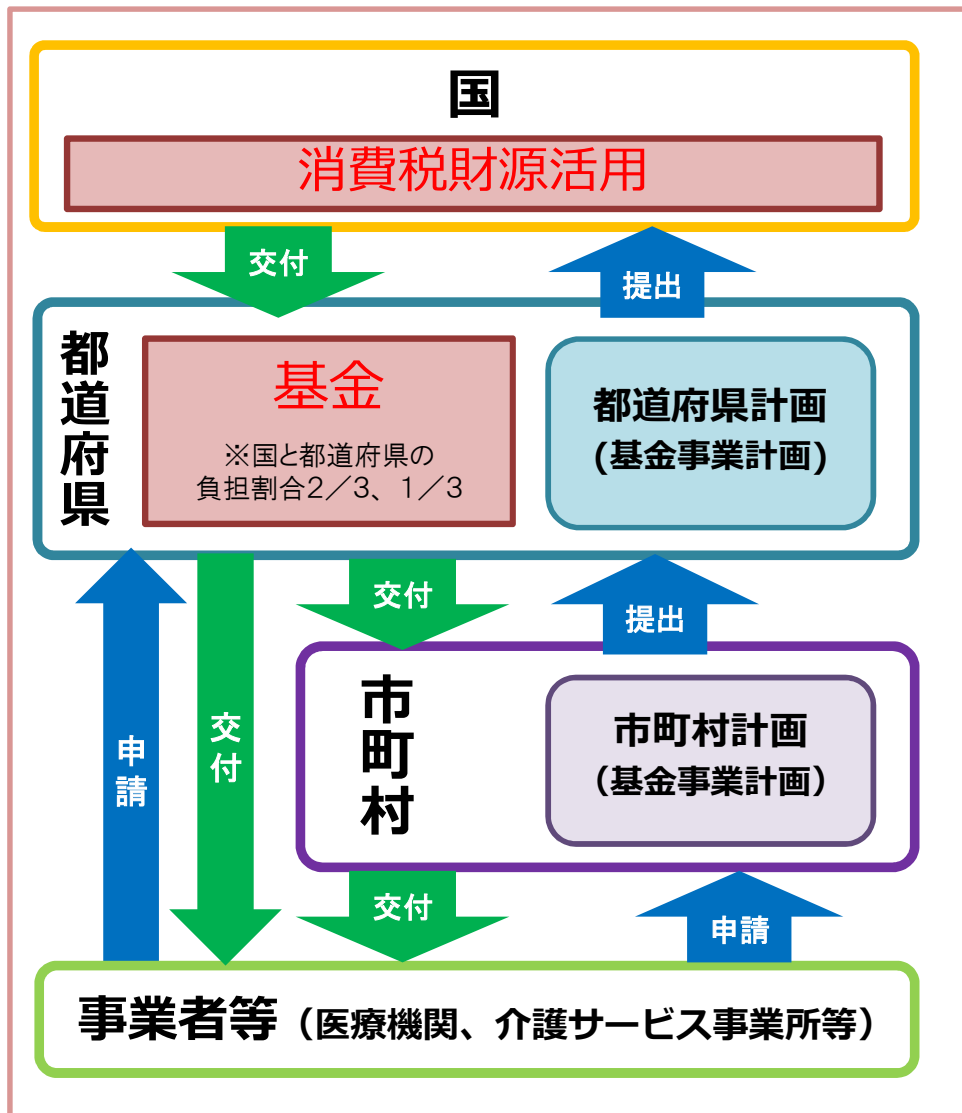 国
消費税財源活用
交付
提出
都道府県
基金
※国と都道府県の
負担割合2／3、1／3
都道府県計画
(基金事業計画)
申請
交付
交付
提出
市町村
市町村計画
（基金事業計画）
交付
申請
事業者等（医療機関、介護サービス事業所等）